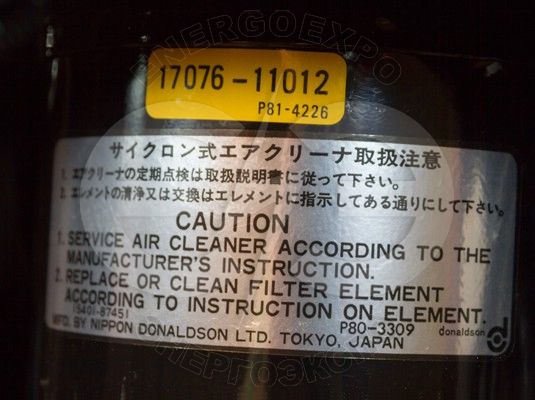 ENERGOEXPO
17076-11012
P81-4226
サイクロン式エアクリーナ取扱注意
1. エアクリーナの定期点検は取扱説明書に従って下さい。
2. エレメントの清浄又は交換はエレメントに指示してある通りにして下さい。
CAUTION
1. SERVICE AIR CLEANER ACCORDING TO THE
MANUFACTURER'S INSTRUCTION.
2. REPLACE OR CLEAN FILTER ELEMENT
ACCORDING TO INSTRUCTION ON ELEMENT.
15401-87451
P80-3309
donaldson
MFD. BY NIPPON DONALDSON LTD. TOKYO, JAPAN